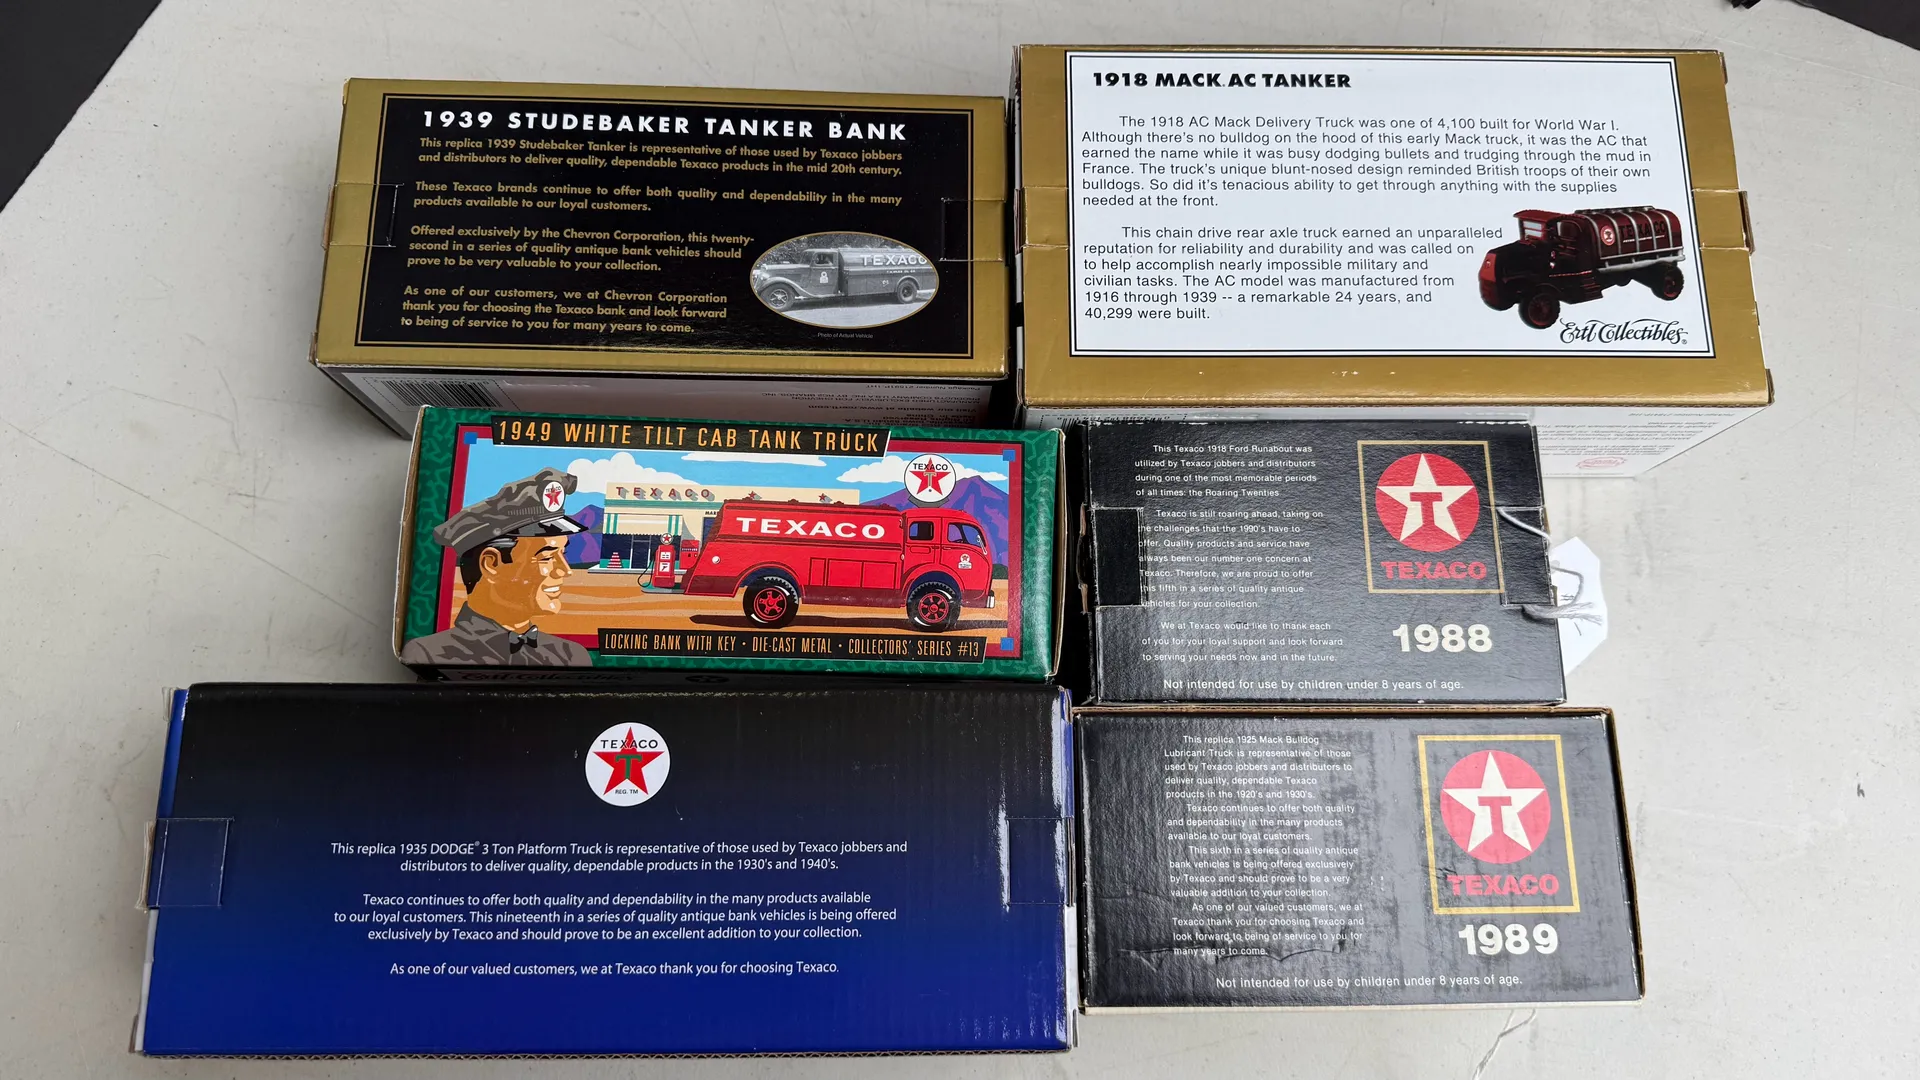 1939 STUDEBAKER TANKER BANK
This replica 1939 Studebaker Tanker is representative of those used by Texaco jobbers
and distributors to deliver quality, dependable Texaco products in the mid 20th century.
These Texaco brands continue to offer both quality and dependability in the many
products available to our loyal customers.
Offered exclusively by the Chevron Corporation, this twenty-
second in a series of quality antique bank vehicles should
prove to be very valuable to your collection.
As one of our customers, we at Chevron Corporation
thank you for choosing the Texaco bank and look forward
to being of service to you for many years to come.
TEXACO
Photo of Actual Vehicle
1918 MACK AC TANKER
The 1918 AC Mack Delivery Truck was one of 4,100 built for World War I.
Although there's no bulldog on the hood of this early Mack truck, it was the AC that
earned the name while it was busy dodging bullets and trudging through the mud in
France. The truck's unique blunt-nosed design reminded British troops of their own
bulldogs. So did it's tenacious ability to get through anything with the supplies
needed at the front.
This chain drive rear axle truck earned an unparalleled
reputation for reliability and durability and was called on
to help accomplish nearly impossible military and
civilian tasks. The AC model was manufactured from
1916 through 1939 -- a remarkable 24 years, and
40,299 were built.
TEXACO
Ertl Collectibles®
1949 WHITE TILT CAB TANK TRUCK
TEXACO
TEXACO
TEXACO
LOCKING BANK WITH KEY • DIE-CAST METAL • COLLECTORS' SERIES #13
Ertl Collectibles
This Texaco 1918 Ford Runabout was
utilized by Texaco jobbers and distributors
during one of the most memorable periods
of all times: the Roaring Twenties
Texaco is still roaring ahead, taking on
the challenges that the 1990's have to
offer. Quality products and service have
always been our number one concern at
Texaco. Therefore, we are proud to offer
this fifth in a series of quality antique
vehicles for your collection.
We at Texaco would like to thank each
of you for your loyal support and look forward
to serving your needs now and in the future.
T
TEXACO
1988
Not intended for use by children under 8 years of age.
TEXACO
T
REG. TM
This replica 1935 DODGE® 3 Ton Platform Truck is representative of those used by Texaco jobbers and
distributors to deliver quality, dependable products in the 1930's and 1940's.
Texaco continues to offer both quality and dependability in the many products available
to our loyal customers. This nineteenth in a series of quality antique bank vehicles is being offered
exclusively by Texaco and should prove to be an excellent addition to your collection.
As one of our valued customers, we at Texaco thank you for choosing Texaco.
This replica 1925 Mack Bulldog
Lubricant Truck is representative of those
used by Texaco jobbers and distributors to
deliver quality, dependable Texaco
products in the 1920's and 1930's.
Texaco continues to offer both quality
and dependability in the many products
available to our loyal customers.
This sixth in a series of quality antique
bank vehicles is being offered exclusively
by Texaco and should prove to be a very
valuable addition to your collection.
As one of our valued customers, we at
Texaco thank you for choosing Texaco and
look forward to being of service to you for
many years to come.
T
TEXACO
1989
Not intended for use by children under 8 years of age.